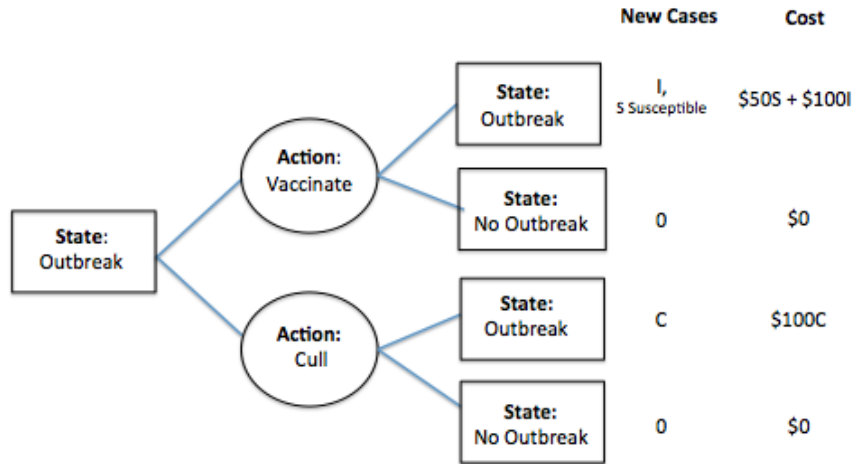 New Cases Cost
State:
Outbreak
I,
S Susceptible
$50S + $100I
Action:
Vaccinate
State:
No Outbreak
0
$0
State:
Outbreak
State:
Outbreak
C
$100C
Action:
Cull
State:
No Outbreak
0
$0